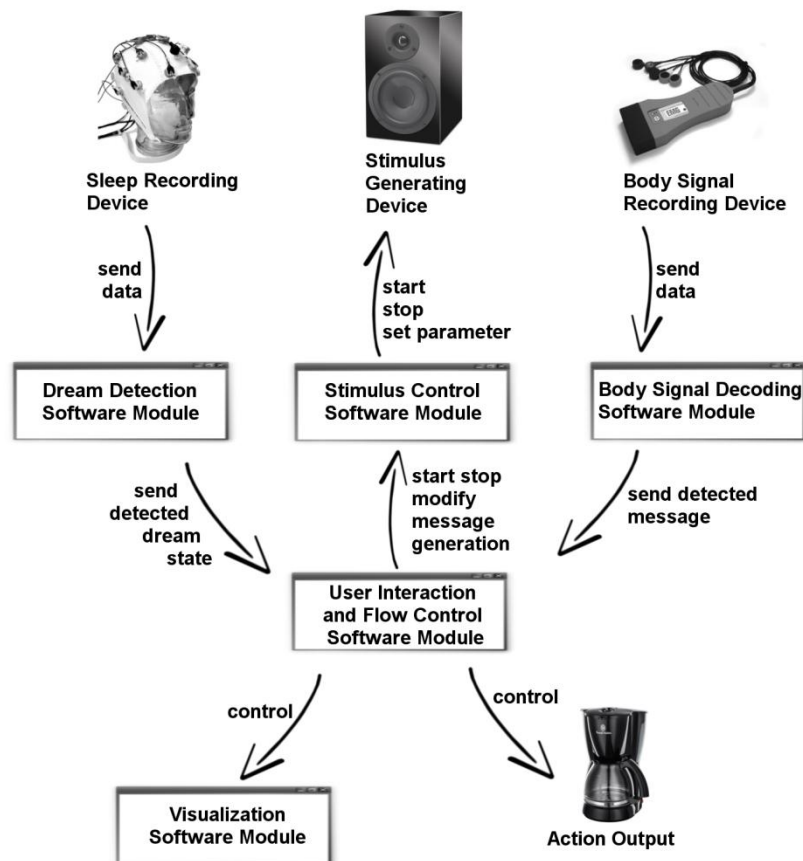 Sleep Recording
Device
Stimulus
Generating
Device
Body Signal
Recording Device
send
data
start
stop
set parameter
send
data
Dream Detection
Software Module
Stimulus Control
Software Module
Body Signal Decoding
Software Module
send
detected
dream
state
start stop
modify
message
generation
send detected
message
User Interaction
and Flow Control
Software Module
control
control
Visualization
Software Module
Action Output